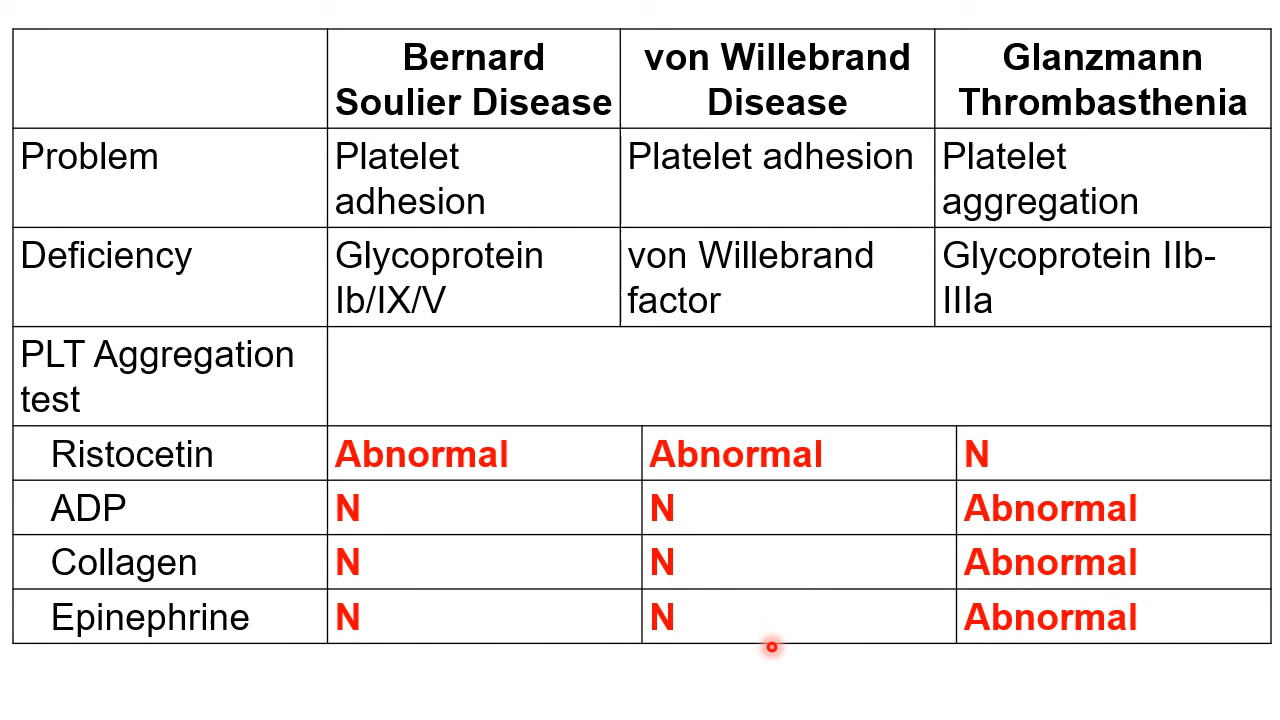 Bernard
Soulier Disease
von Willebrand
Disease
Glanzmann
Thrombasthenia
Problem
Platelet
adhesion
Platelet adhesion
Platelet
aggregation
Deficiency
Glycoprotein
Ib/IX/V
von Willebrand
factor
Glycoprotein IIb-
IIIa
PLT Aggregation
test
Ristocetin
Abnormal
Abnormal
N
ADP
N
N
Abnormal
Collagen
N
N
Abnormal
Epinephrine
N
N
Abnormal